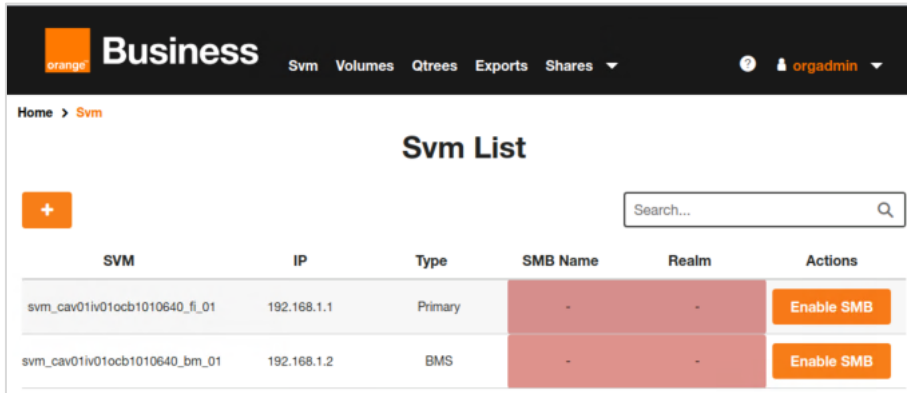 orange™ Business Svm Volumes Qtrees Exports Shares ? orgadmin
Home > Svm
Svm List
+ Search...
SVM IP Type SMB Name Realm Actions
svm_cav01iv01ocb1010640_fi_01 192.168.1.1 Primary - - Enable SMB
svm_cav01iv01ocb1010640_bm_01 192.168.1.2 BMS - - Enable SMB